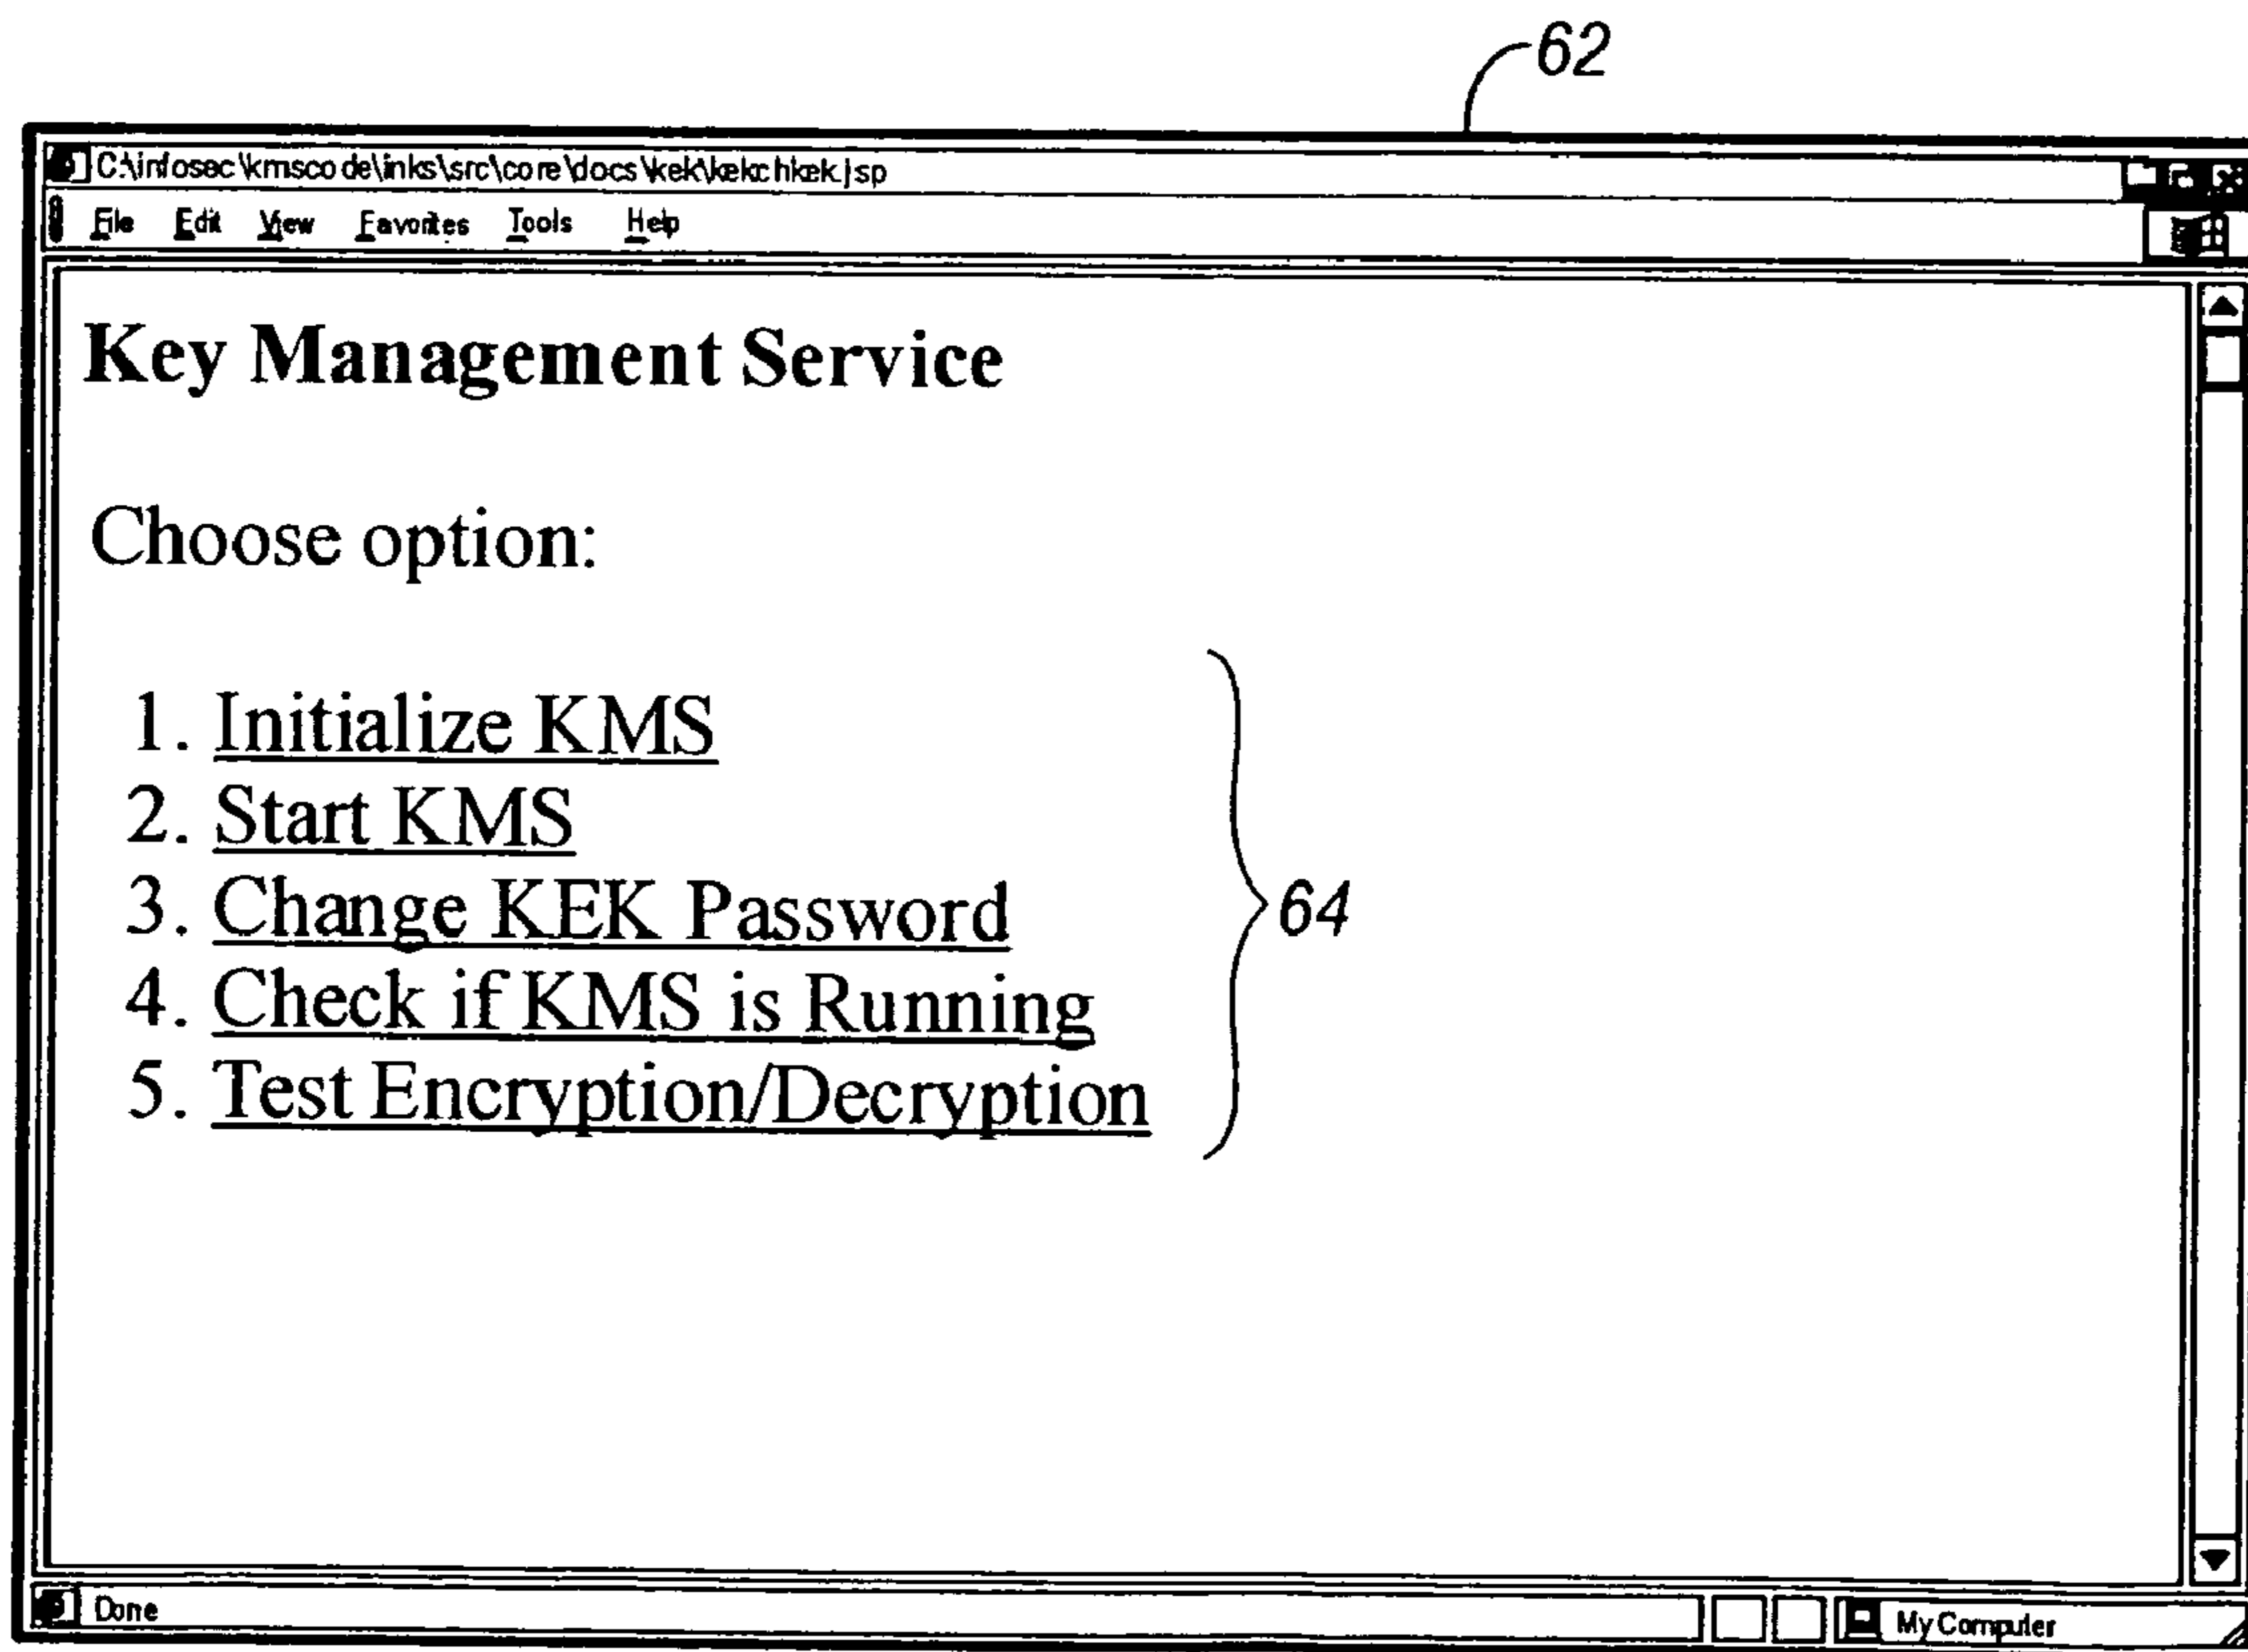 62
C:\infosec\kmscode\inks\src\core\docs\kek\kekchkek.jsp
File Edit View Favorites Tools Help
Key Management Service
Choose option:
1. Initialize KMS
2. Start KMS
3. Change KEK Password
4. Check if KMS is Running
5. Test Encryption/Decryption
64
Done
My Computer